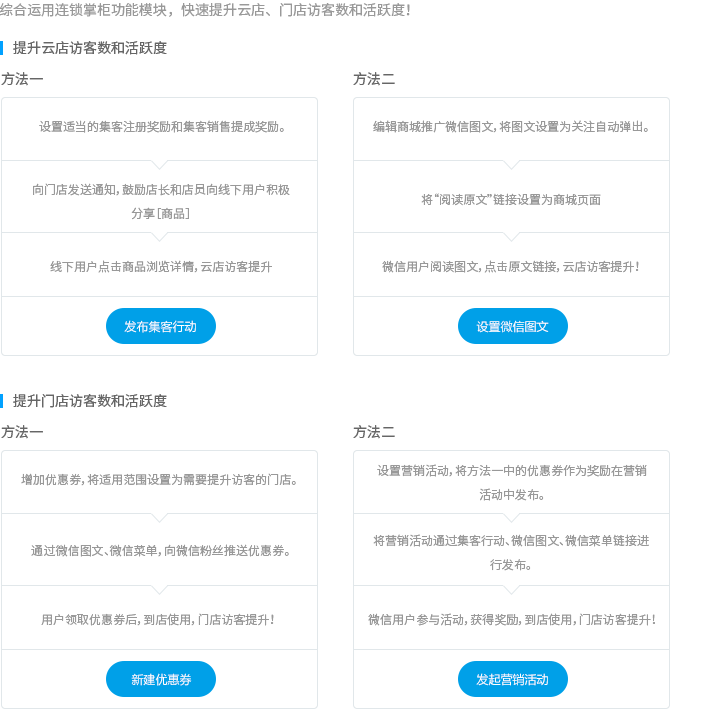 综合运用连锁掌柜功能模块，快速提升云店、门店访客数和活跃度！
提升云店访客数和活跃度
方法一
设置适当的集客注册奖励和集客销售提成奖励。
向门店发送通知，鼓励店长和店员向线下用户积极
分享[商品]
线下用户点击商品浏览详情，云店访客提升
发布集客行动
方法二
编辑商城推广微信图文，将图文设置为关注自动弹出。
将“阅读原文”链接设置为商城页面
微信用户阅读图文，点击原文链接，云店访客提升！
设置微信图文
提升门店访客数和活跃度
方法一
增加优惠券，将适用范围设置为需要提升访客的门店。
通过微信图文、微信菜单，向微信粉丝推送优惠券。
用户领取优惠券后，到店使用，门店访客提升！
新建优惠券
方法二
设置营销活动，将方法一中的优惠券作为奖励在营销
活动中发布。
将营销活动通过集客行动、微信图文、微信菜单链接进
行发布。
微信用户参与活动，获得奖励，到店使用，门店访客提升！
发起营销活动